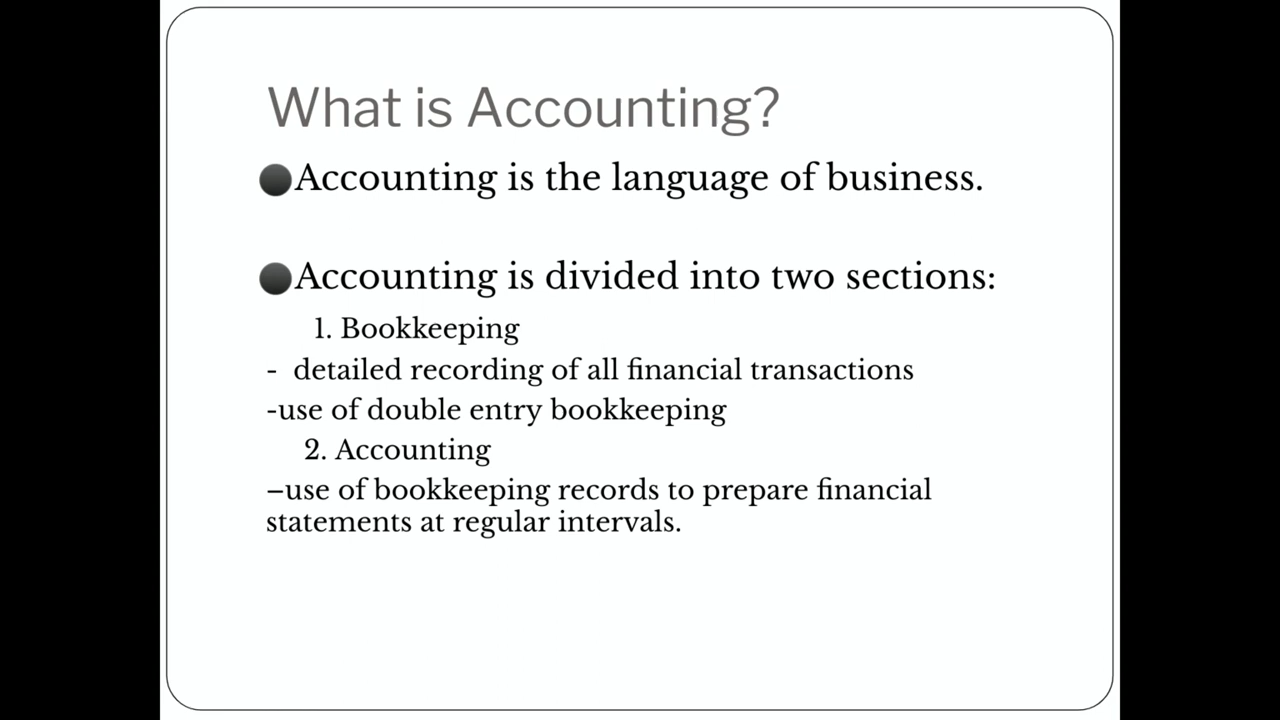 What is Accounting?
●Accounting is the language of business.
●Accounting is divided into two sections:
1. Bookkeeping
- detailed recording of all financial transactions
-use of double entry bookkeeping
2. Accounting
–use of bookkeeping records to prepare financial
statements at regular intervals.